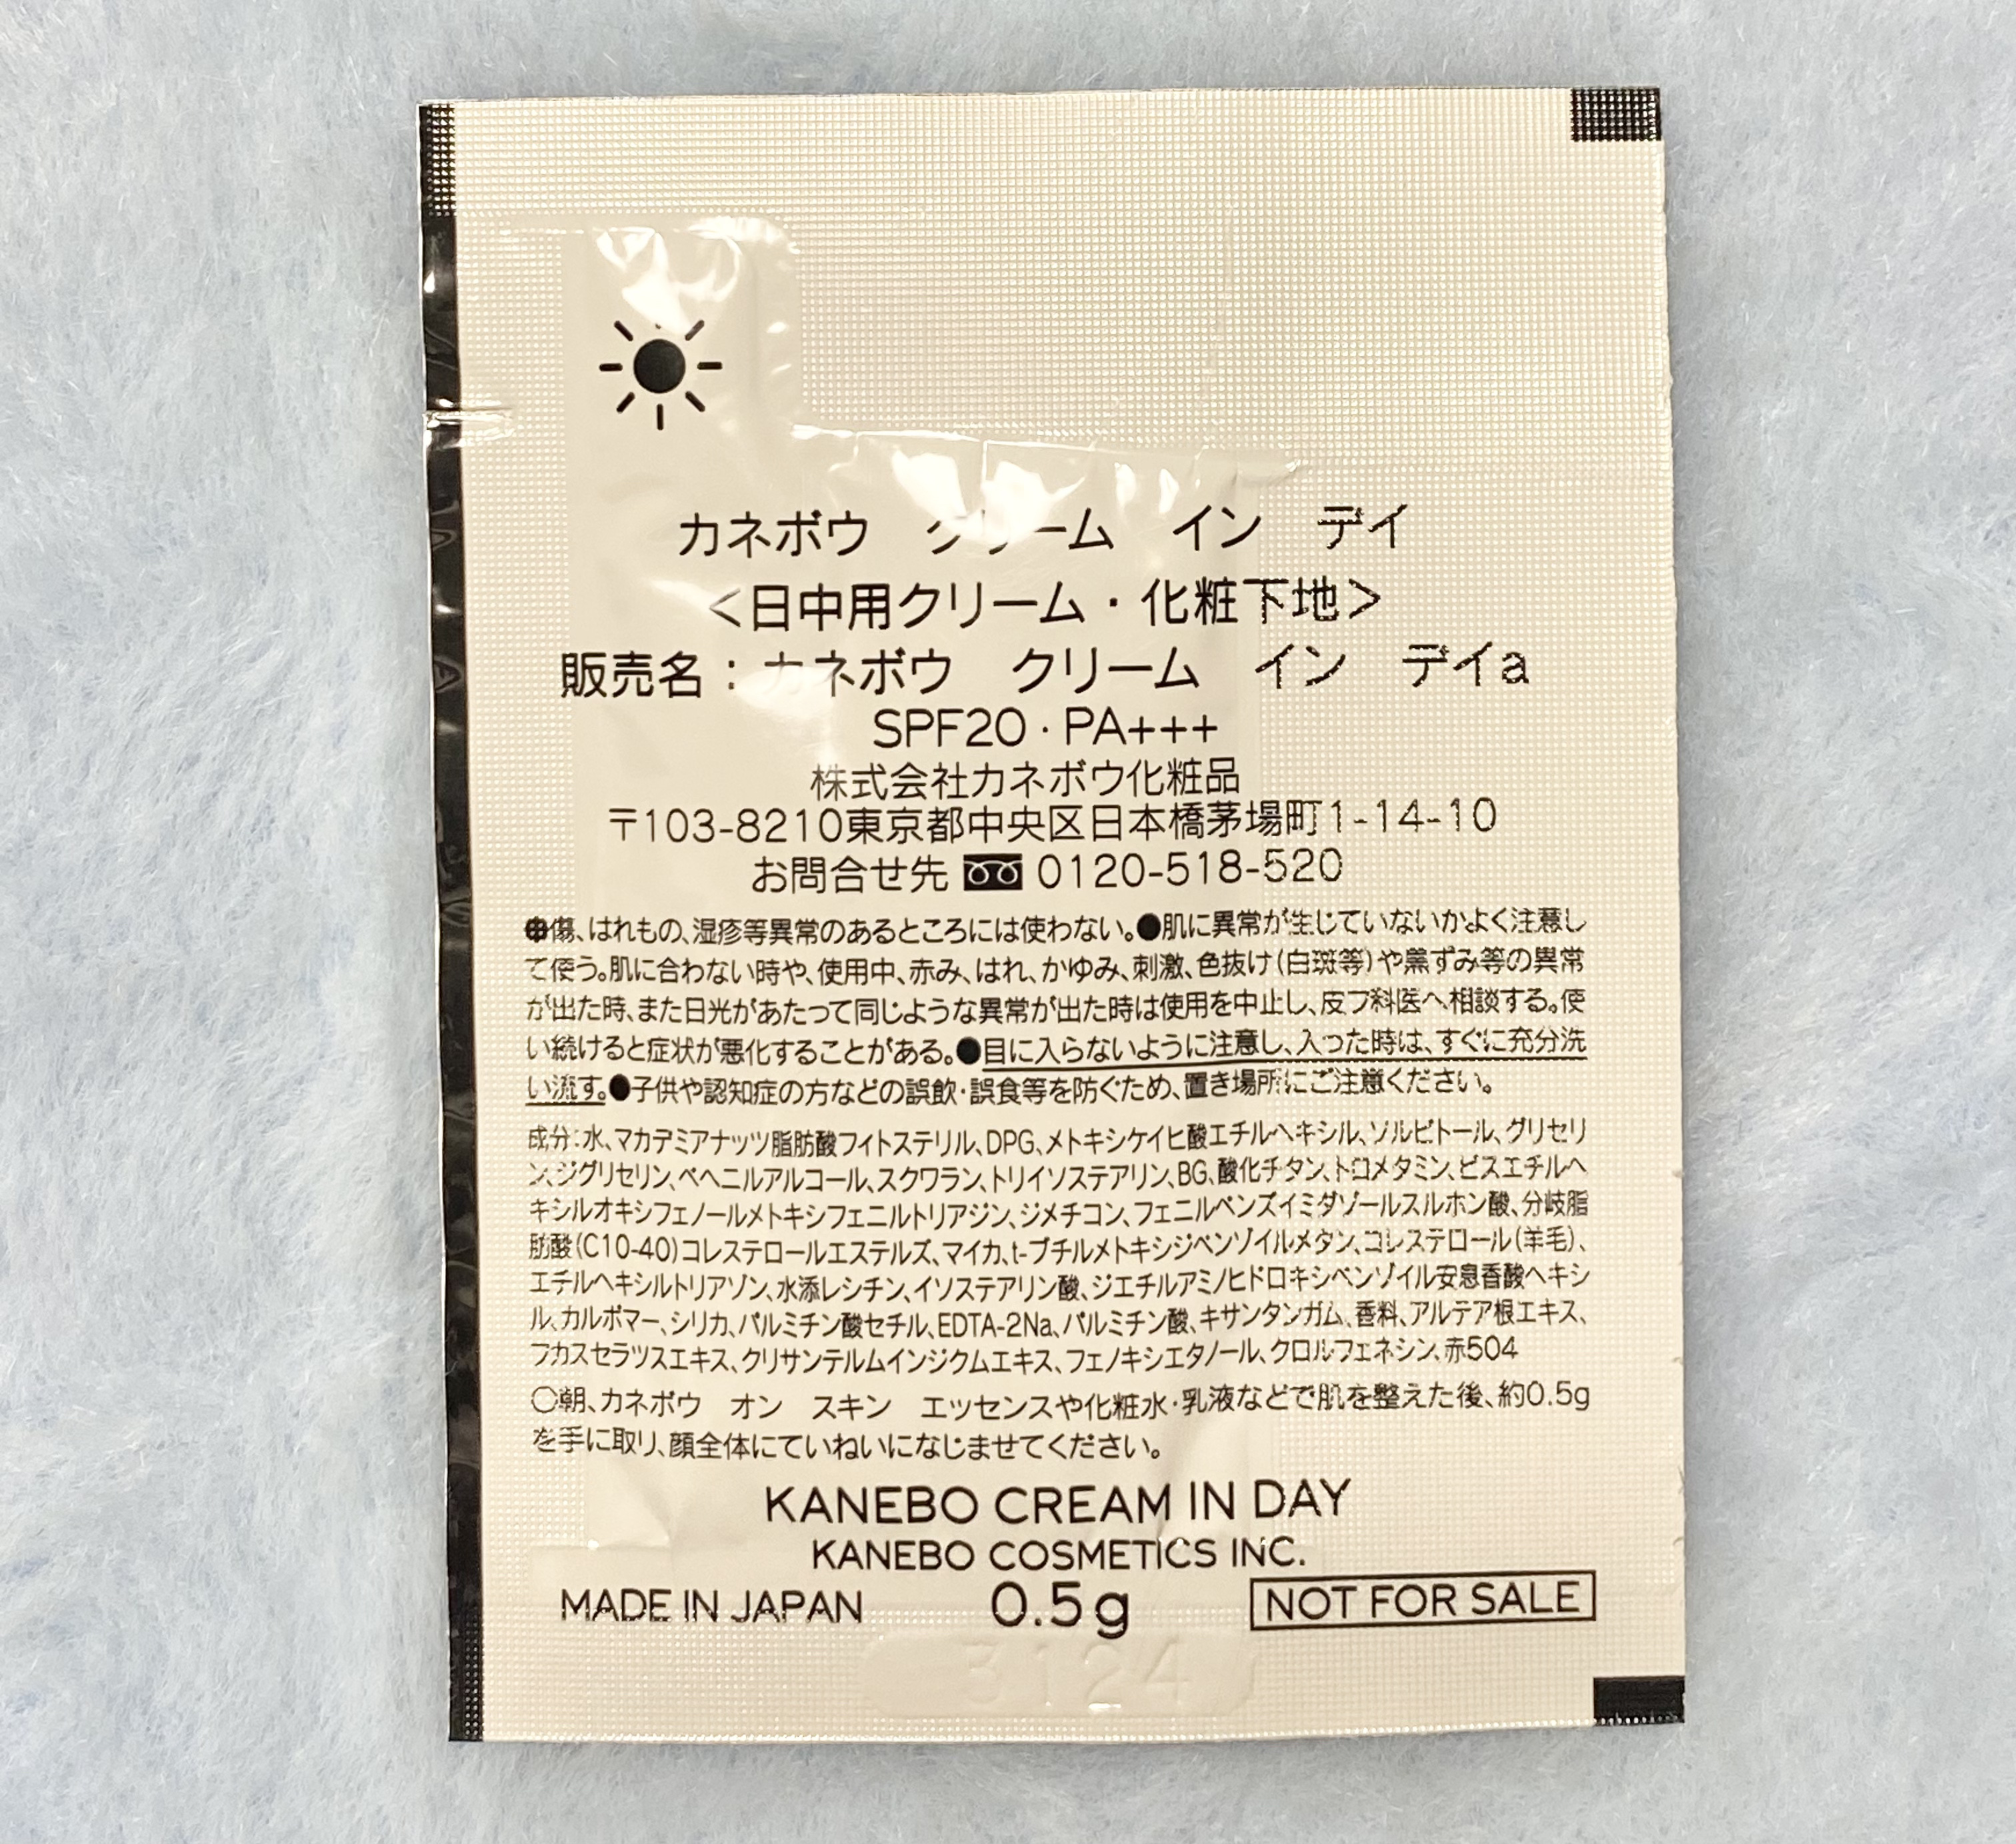 カネボウ クリーム イン デイ
＜日中用クリーム・化粧下地＞
販売名：カネボウ クリーム イン デイa
SPF20・PA+++
株式会社カネボウ化粧品
〒103-8210東京都中央区日本橋茅場町1-14-10
お問合せ先 0120-518-520
●傷、はれもの、湿疹等異常のあるところには使わない。●肌に異常が生じていないかよく注意し
て使う。肌に合わない時や、使用中、赤み、はれ、かゆみ、刺激、色抜け(白斑等)や黒ずみ等の異常
が出た時、また日光があたって同じような異常が出た時は使用を中止し、皮フ科医へ相談する。使
い続けると症状が悪化することがある。●目に入らないように注意し、入った時は、すぐに充分洗
い流す。●子供や認知症の方などの誤飲・誤食等を防ぐため、置き場所にご注意ください。
成分：水、マカデミアナッツ脂肪酸フィトステリル、DPG、メトキシケイヒ酸エチルヘキシル、ソルビトール、グリセリ
ン、ジグリセリン、ベヘニルアルコール、スクワラン、トリイソステアリン、BG、酸化チタン、トロメタミン、ビスエチルヘ
キシルオキシフェノールメトキシフェニルトリアジン、ジメチコン、フェニルベンズイミダゾールスルホン酸、分岐脂
肪酸(C10-40)コレステロールエステルズ、マイカ、t-ブチルメトキシジベンゾイルメタン、コレステロール(羊毛)、
エチルヘキシルトリアゾン、水添レシチン、イソステアリン酸、ジエチルアミノヒドロキシベンゾイル安息香酸ヘキシ
ル、カルボマー、シリカ、パルミチン酸セチル、EDTA-2Na、パルミチン酸、キサンタンガム、香料、アルテア根エキス、
フカスセラツスエキス、クリサンテルムインジクムエキス、フェノキシエタノール、クロルフェネシン、赤504
○朝、カネボウ オン スキン エッセンスや化粧水・乳液などで肌を整えた後、約0.5g
を手に取り、顔全体にていねいになじませてください。
KANEBO CREAM IN DAY
KANEBO COSMETICS INC.
MADE IN JAPAN 0.5g NOT FOR SALE
3124